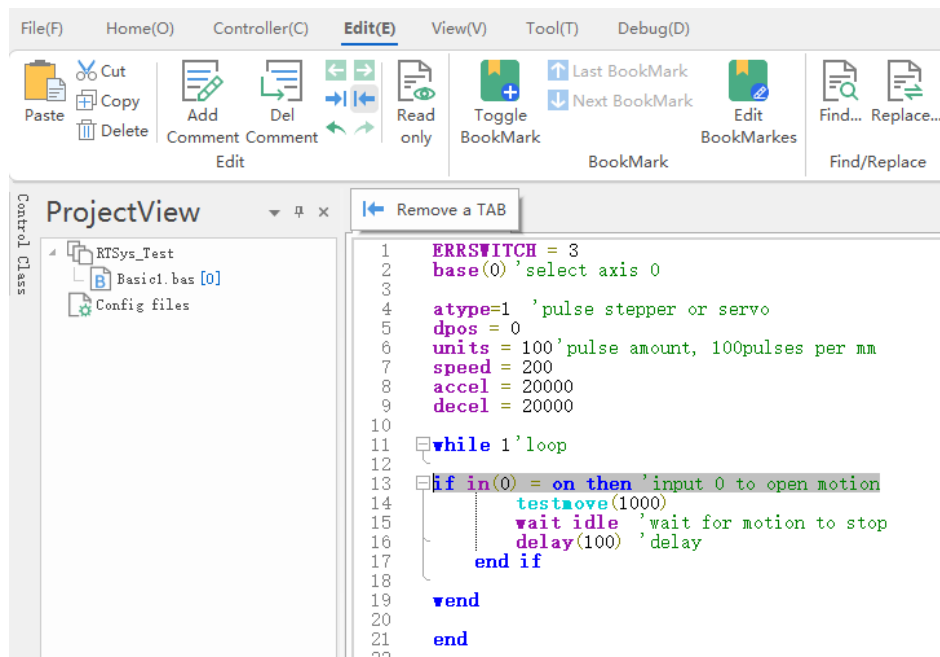 File(F) Home(O) Controller(C) Edit(E) View(V) Tool(T) Debug(D)
Paste
Cut
Copy
Delete
Add Comment
Del Comment
Edit
Read only
Toggle BookMark
Last BookMark
Next BookMark
Edit BookMarkes
BookMark
Find...
Replace...
Find/Replace
Control Class
ProjectView
RTSys_Test
Basic1.bas [0]
Config files
Remove a TAB
1 ERRSWITCH = 3
2 base(0) 'select axis 0
3
4 atype=1 'pulse stepper or servo
5 dpos = 0
6 units = 100'pulse amount, 100pulses per mm
7 speed = 200
8 accel = 20000
9 decel = 20000
10
11 while 1'loop
12
13 if in(0) = on then 'input 0 to open motion
14 testmove(1000)
15 wait idle 'wait for motion to stop
16 delay(100) 'delay
17 end if
18
19 wend
20
21 end
22